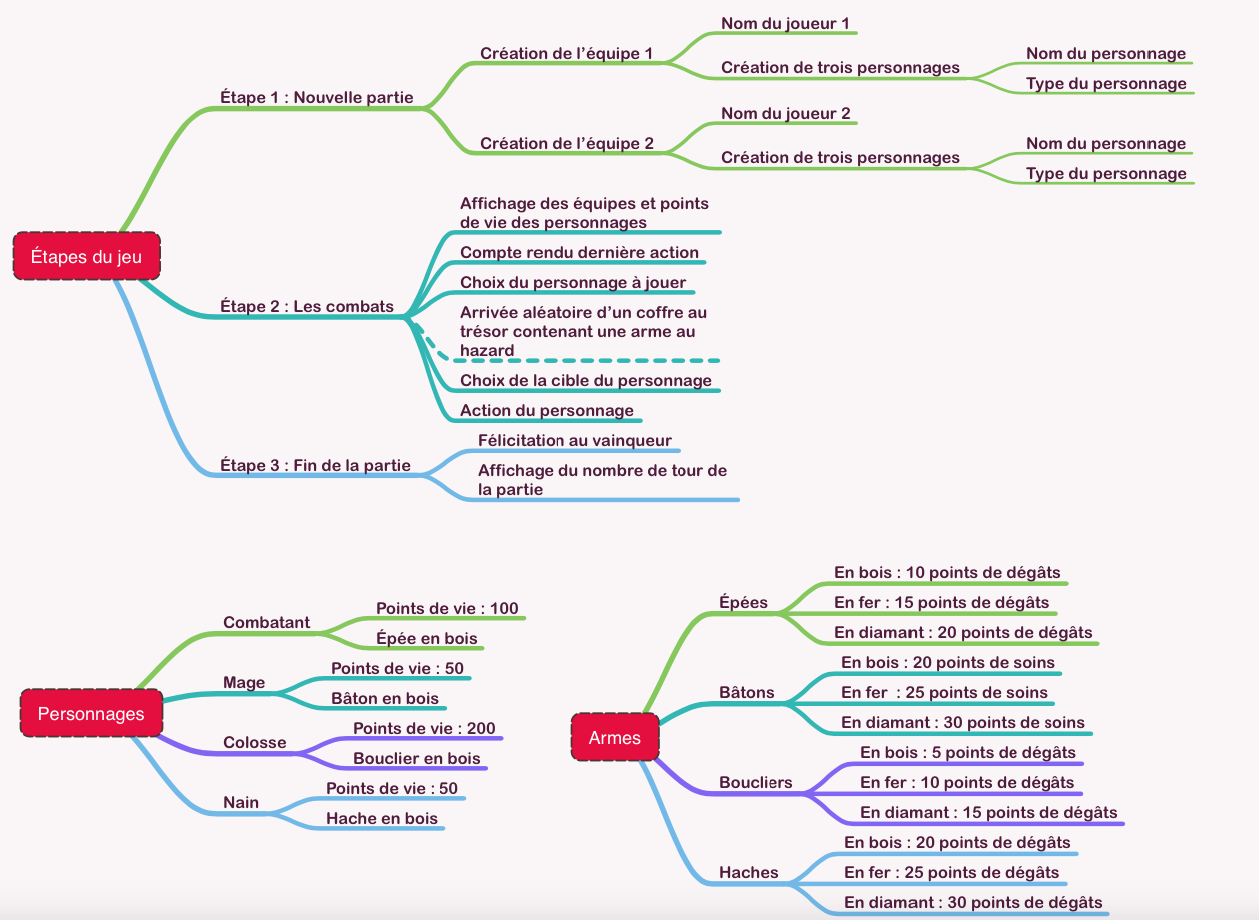 Étapes du jeu
Étape 1 : Nouvelle partie
Création de l'équipe 1
Nom du joueur 1
Création de trois personnages
Nom du personnage
Type du personnage
Création de l'équipe 2
Nom du joueur 2
Création de trois personnages
Nom du personnage
Type du personnage
Étape 2 : Les combats
Affichage des équipes et points
de vie des personnages
Compte rendu dernière action
Choix du personnage à jouer
Arrivée aléatoire d'un coffre au
trésor contenant une arme au
hazard
Choix de la cible du personnage
Action du personnage
Étape 3 : Fin de la partie
Félicitation au vainqueur
Affichage du nombre de tour de
la partie
Personnages
Combatant
Points de vie : 100
Épée en bois
Mage
Points de vie : 50
Bâton en bois
Colosse
Points de vie : 200
Bouclier en bois
Nain
Points de vie : 50
Hache en bois
Armes
Épées
En bois : 10 points de dégâts
En fer : 15 points de dégâts
En diamant : 20 points de dégâts
Bâtons
En bois : 20 points de soins
En fer  : 25 points de soins
En diamant : 30 points de soins
Boucliers
En bois : 5 points de dégâts
En fer : 10 points de dégâts
En diamant : 15 points de dégâts
Haches
En bois : 20 points de dégâts
En fer : 25 points de dégâts
En diamant : 30 points de dégâts